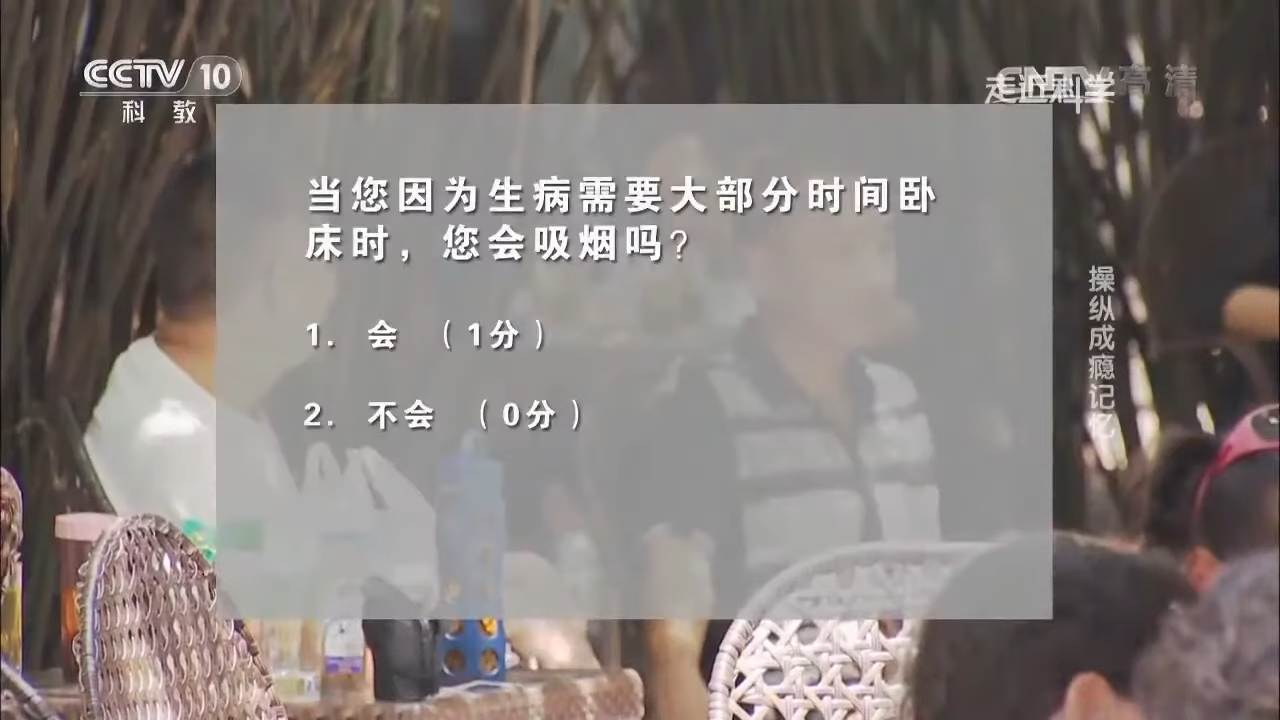 CCTV 10
科教
走近科学
高清
当您因为生病需要大部分时间卧
床时，您会吸烟吗？
1. 会 （1分）
2. 不会 （0分）
操纵成瘾记忆